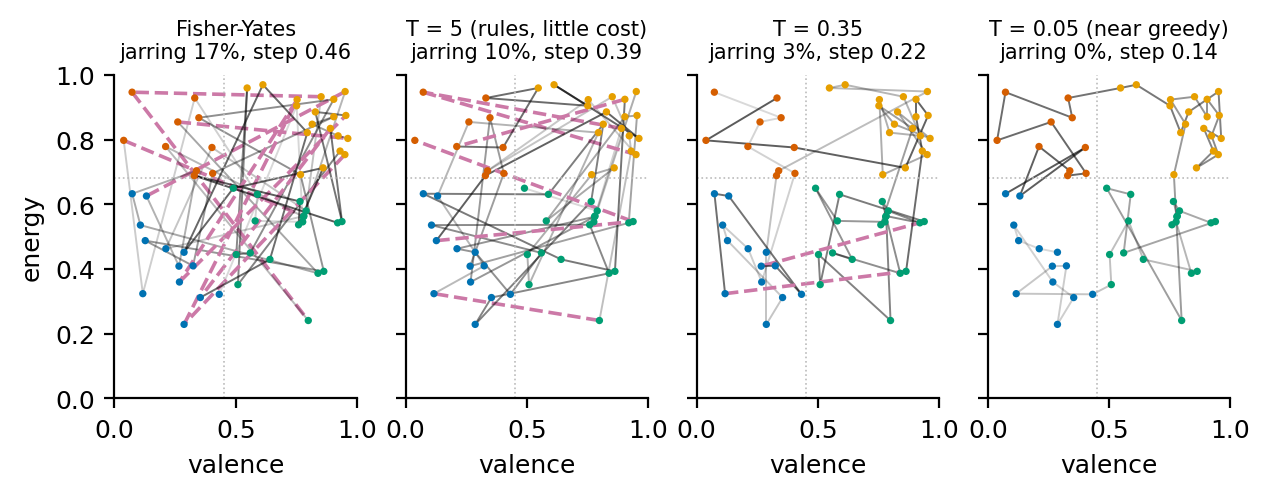 Fisher-Yates
jarring 17%, step 0.46
T = 5 (rules, little cost)
jarring 10%, step 0.39
T = 0.35
jarring 3%, step 0.22
T = 0.05 (near greedy)
jarring 0%, step 0.14
energy
1.0
0.8
0.6
0.4
0.2
0.0
0.0 0.5 1.0
0.0 0.5 1.0
0.0 0.5 1.0
0.0 0.5 1.0
valence
valence
valence
valence